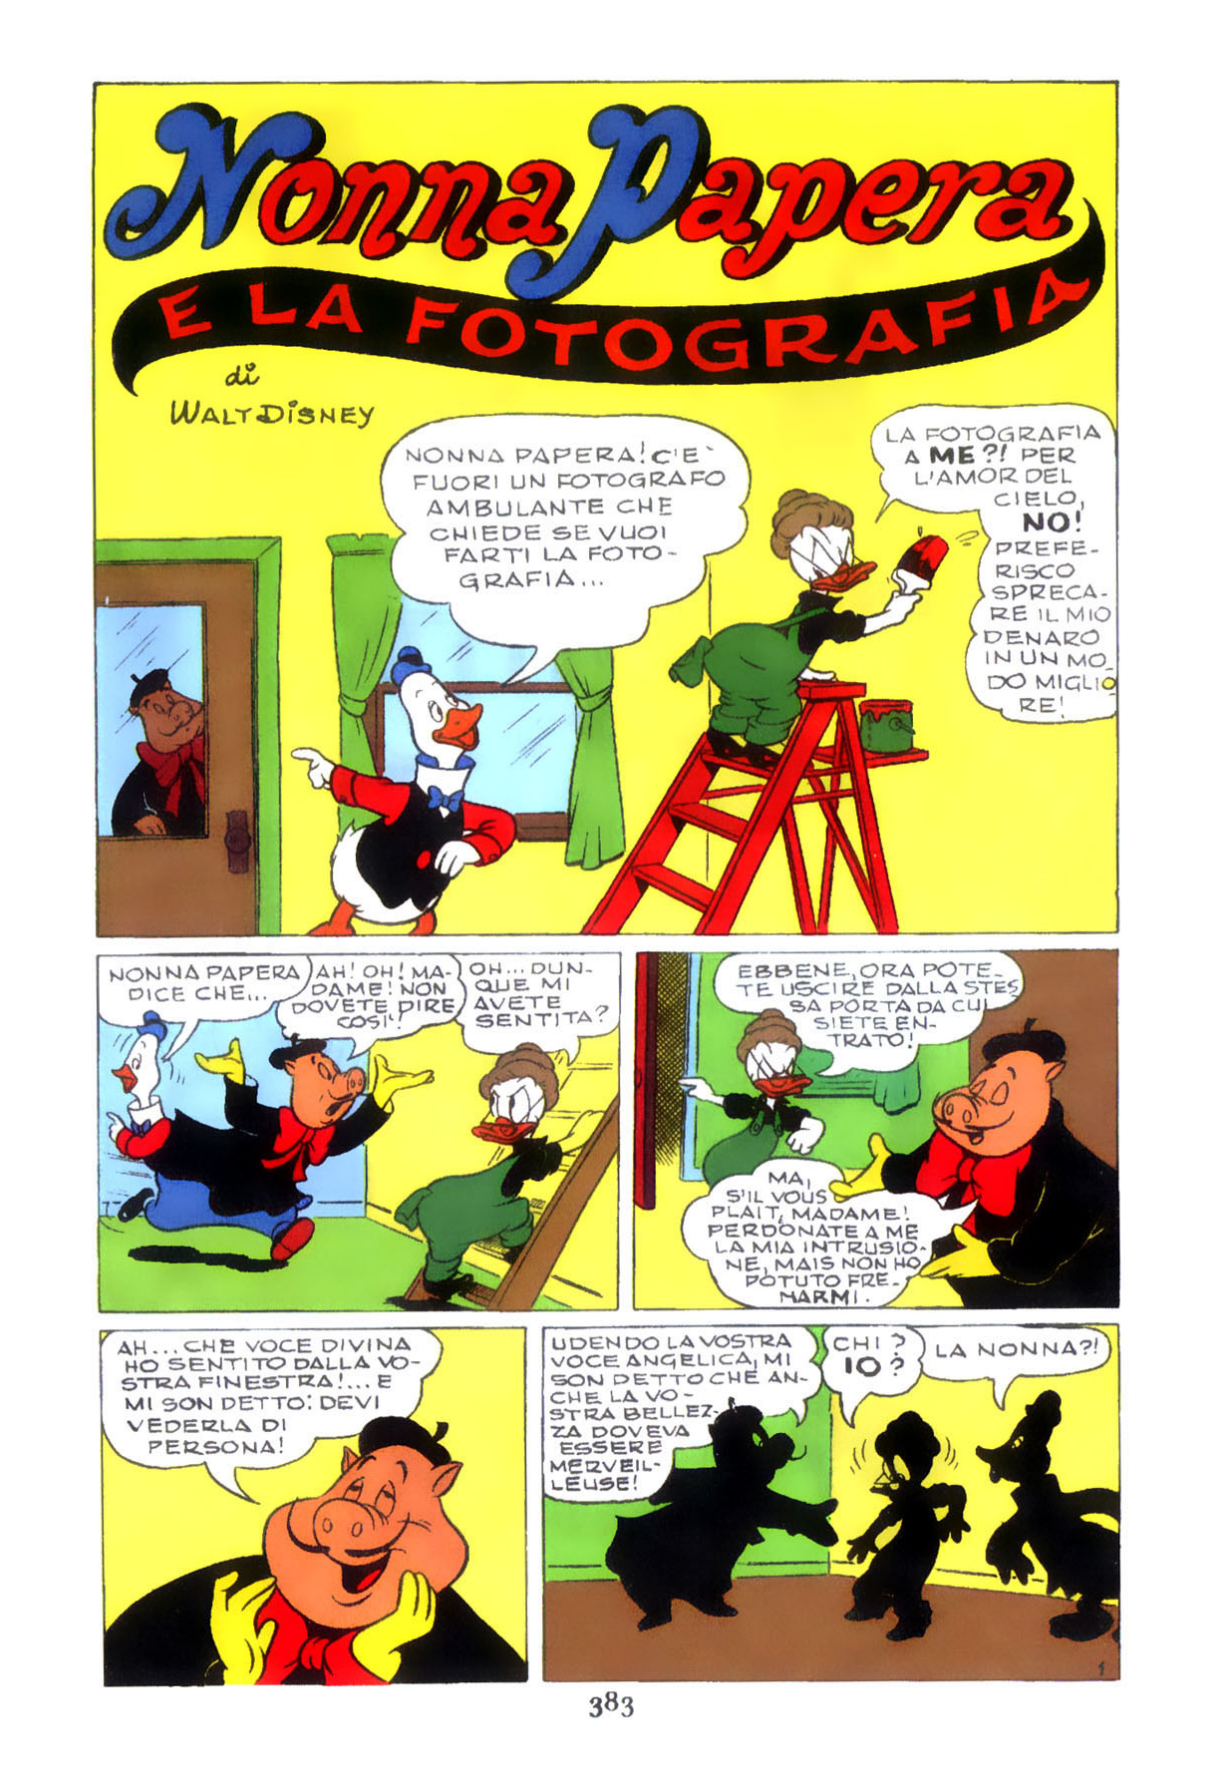 Nonna Papera
E LA FOTOGRAFIA
di
WALT DISNEY
NONNA PAPERA! C'E`
FUORI UN FOTOGRAFO
AMBULANTE CHE
CHIEDE SE VUOI
FARTI LA FOTO-
GRAFIA...
LA FOTOGRAFIA
A ME?! PER
L'AMOR DEL
CIELO,
NO!
PREFE-
RISCO
SPRECA-
RE IL MIO
DENARO
IN UN MO-
DO MIGLIO
RE!
NONNA PAPERA
DICE CHE...
AH! OH! MA-
DAME! NON
DOVETE DIRE
COSI`!
OH... DUN-
QUE MI
AVETE
SENTITA?
EBBENE, ORA POTE-
TE USCIRE DALLA STES
SA PORTA DA CUI
SIETE EN-
TRATO!
MA,
S'IL VOUS
PLAIT, MADAME!
PERDONATE A ME
LA MIA INTRUSIO-
NE, MAIS NON HO
POTUTO FRE-
NARMI.
AH... CHE VOCE DIVINA
HO SENTITO DALLA VO-
STRA FINESTRA!... E
MI SON DETTO: DEVI
VEDERLA DI
PERSONA!
UDENDO LA VOSTRA
VOCE ANGELICA, MI
SON DETTO CHE AN-
CHE LA VO-
STRA BELLEZ-
ZA DOVEVA
ESSERE
MERVEIL-
LEUSE!
CHI?
IO?
LA NONNA?!
1
383